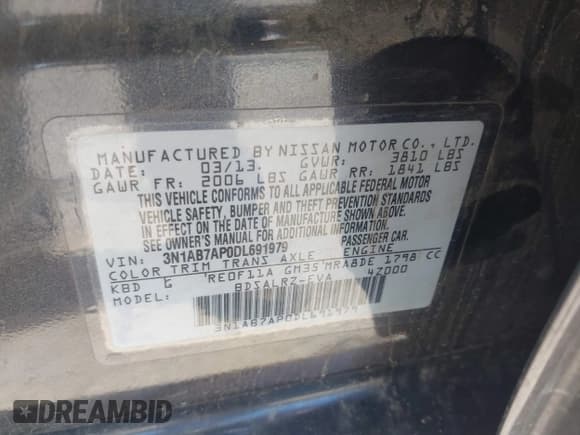 MANUFACTURED BY NISSAN MOTOR CO., LTD.
DATE: 03/13 GVWR: 3810 LBS
GAWR FR: 2006 LBS GAWR RR: 1841 LBS
THIS VEHICLE CONFORMS TO ALL APPLICABLE FEDERAL MOTOR
VEHICLE SAFETY, BUMPER AND THEFT PREVENTION STANDARDS
IN EFFECT ON THE DATE OF MANUFACTURE SHOWN ABOVE.
SEE OWNER'S MANUAL FOR ADDITIONAL INFORMATION.
VIN: 3N1AB7AP0DL691979 PASSENGER CAR.
COLOR TRIM TRANS AXLE ENGINE
KBD G RE0F11A GM35 MRA8DE 1798 CC
MODEL: BDSALRZ-EVA 4Z000
3N1AB7AP0DL691979
DREAMBID